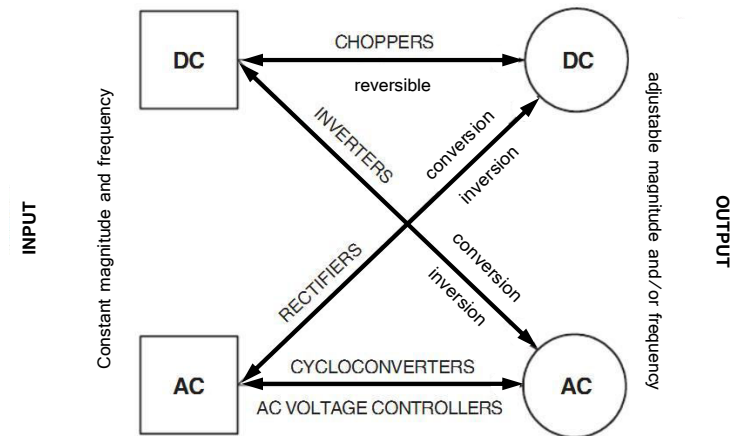 DC
CHOPPERS
reversible
DC
INVERTERS
conversion
inversion
INPUT
Constant magnitude and frequency
adjustable magnitude and/or frequency
OUTPUT
RECTIFIERS
conversion
inversion
AC
CYCLOCONVERTERS
AC VOLTAGE CONTROLLERS
AC